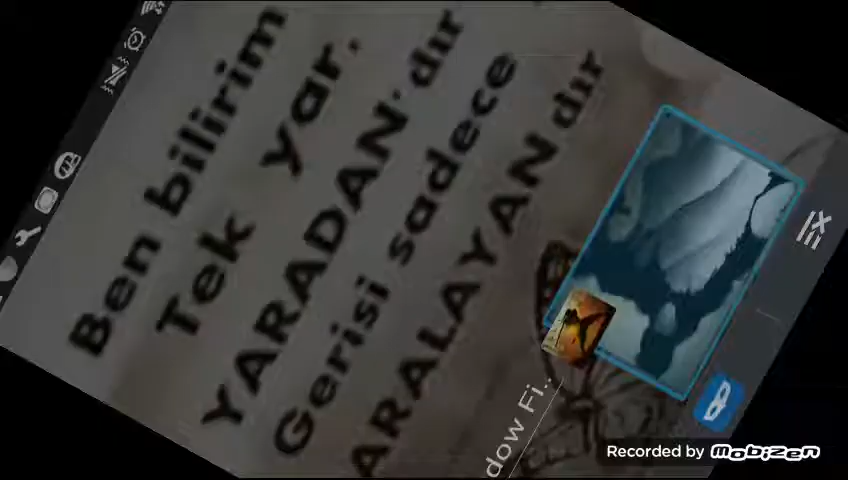 Ben bilirim
Tek yar,
YARADAN'dır
Gerisi sadece
ARALAYAN dır
dow Fi...
Recorded by mobizen